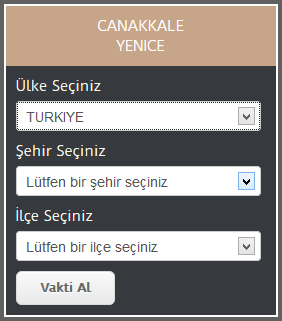 CANAKKALE
YENICE
Ülke Seçiniz
TURKIYE
Şehir Seçiniz
Lütfen bir şehir seçiniz
İlçe Seçiniz
Lütfen bir ilçe seçiniz
Vakti Al